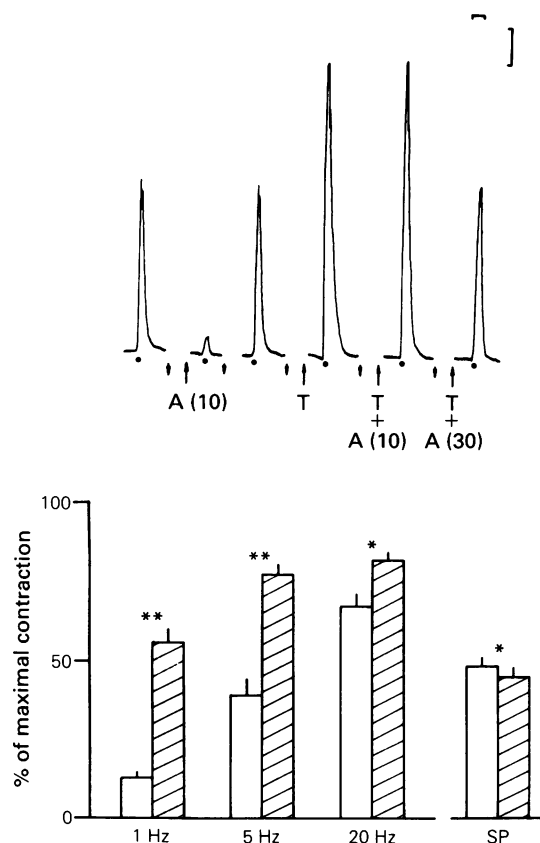 A (10)
T
T
+
A (10)
T
+
A (30)
% of maximal contraction
100
50
0
**
**
*
*
1 Hz
5 Hz
20 Hz
SP